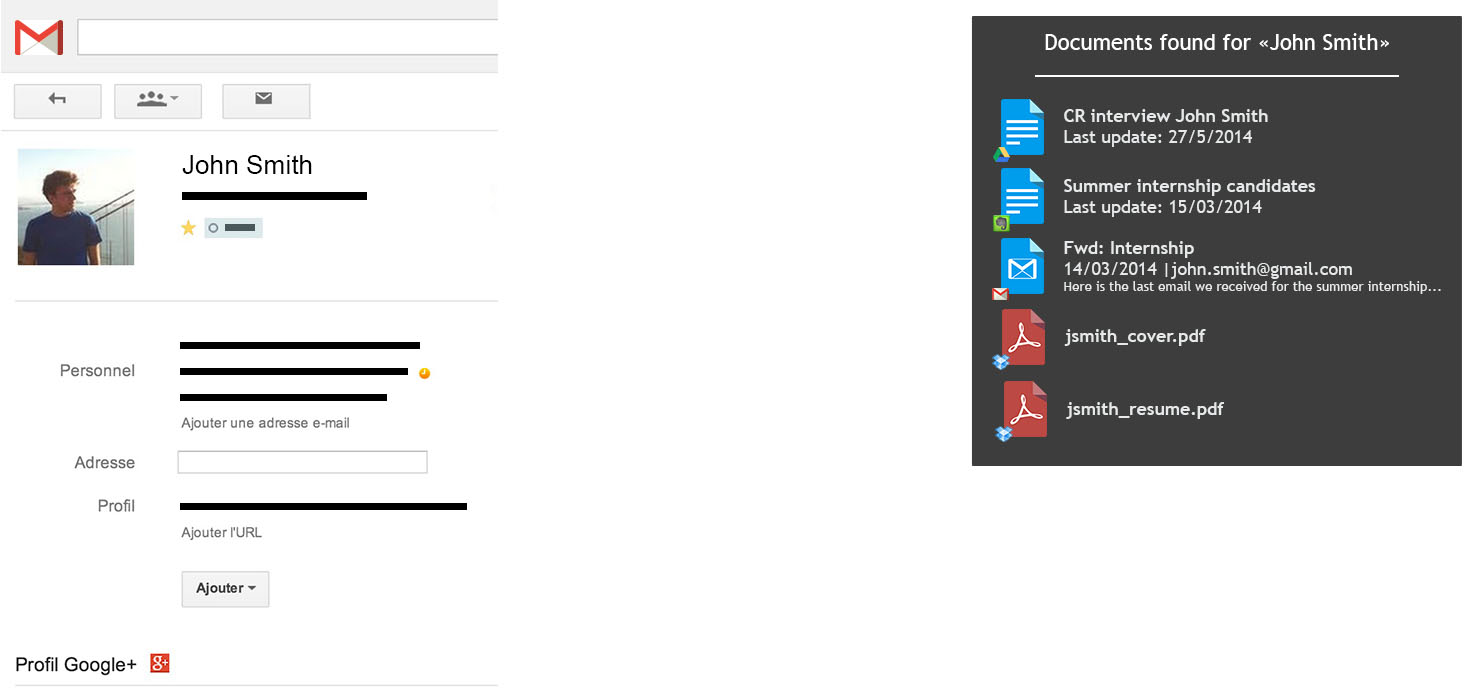 John Smith
Personnel
Ajouter une adresse e-mail
Adresse
Profil
Ajouter l'URL
Ajouter
Profil Google+
g+
Documents found for «John Smith»
CR interview John Smith
Last update: 27/5/2014
Summer internship candidates
Last update: 15/03/2014
Fwd: Internship
14/03/2014 |john.smith@gmail.com
Here is the last email we received for the summer internship...
jsmith_cover.pdf
jsmith_resume.pdf